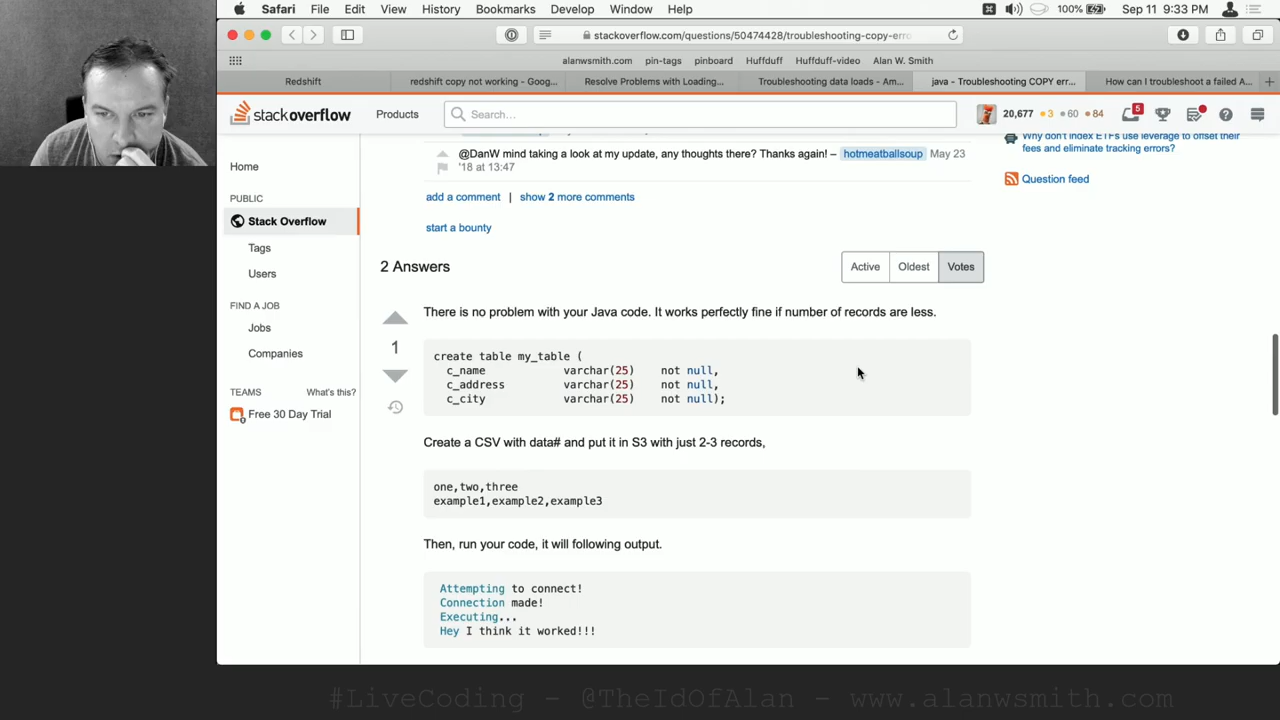 Safari File Edit View History Bookmarks Develop Window Help 100% Sep 11 9:33 PM
stackoverflow.com/questions/50474428/troubleshooting-copy-erro
alanwsmith.com pin-tags pinboard Huffduff Huffduff-video Alan W. Smith
Redshift redshift copy not working - Goog... Resolve Problems with Loading... Troubleshooting data loads - Am... java - Troubleshooting COPY err... How can I troubleshoot a failed A... +
stackoverflow Products Search... 20,677 3 60 84 5
Home
PUBLIC
Stack Overflow
Tags
Users
FIND A JOB
Jobs
Companies
TEAMS What's this?
Free 30 Day Trial
@DanW mind taking a look at my update, any thoughts there? Thanks again! – hotmeatballsoup May 23
'18 at 13:47
add a comment | show 2 more comments
start a bounty
2 Answers Active Oldest Votes
There is no problem with your Java code. It works perfectly fine if number of records are less.
1
create table my_table (
c_name varchar(25) not null,
c_address varchar(25) not null,
c_city varchar(25) not null);
Create a CSV with data# and put it in S3 with just 2-3 records,
one,two,three
example1,example2,example3
Then, run your code, it will following output.
Attempting to connect!
Connection made!
Executing...
Hey I think it worked!!!
Why don't index ETFs use leverage to offset their
fees and eliminate tracking errors?
Question feed
#LiveCoding - @TheIdOfAlan - www.alanwsmith.com